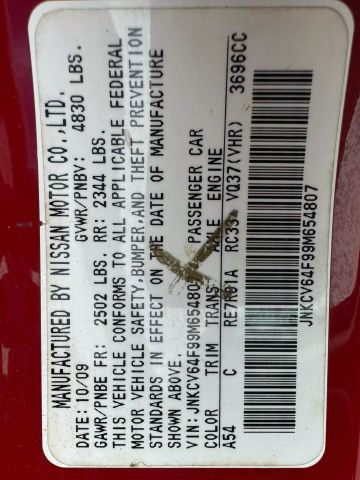 MANUFACTURED BY NISSAN MOTOR CO.,LTD.
DATE: 10/09 GVWR/PNBV: 4830 LBS.
GAWR/PNBE FR: 2502 LBS. RR: 2344 LBS.
THIS VEHICLE CONFORMS TO ALL APPLICABLE FEDERAL
MOTOR VEHICLE SAFETY, BUMPER, AND THEFT PREVENTION
STANDARDS IN EFFECT ON THE DATE OF MANUFACTURE
SHOWN ABOVE.
VIN: JNKCV64F99M654807 PASSENGER CAR
COLOR TRIM TRANS AXLE ENGINE
A54 C RE7R01A RC33 VQ37(VHR) 3696CC
JNKCV64F99M654807